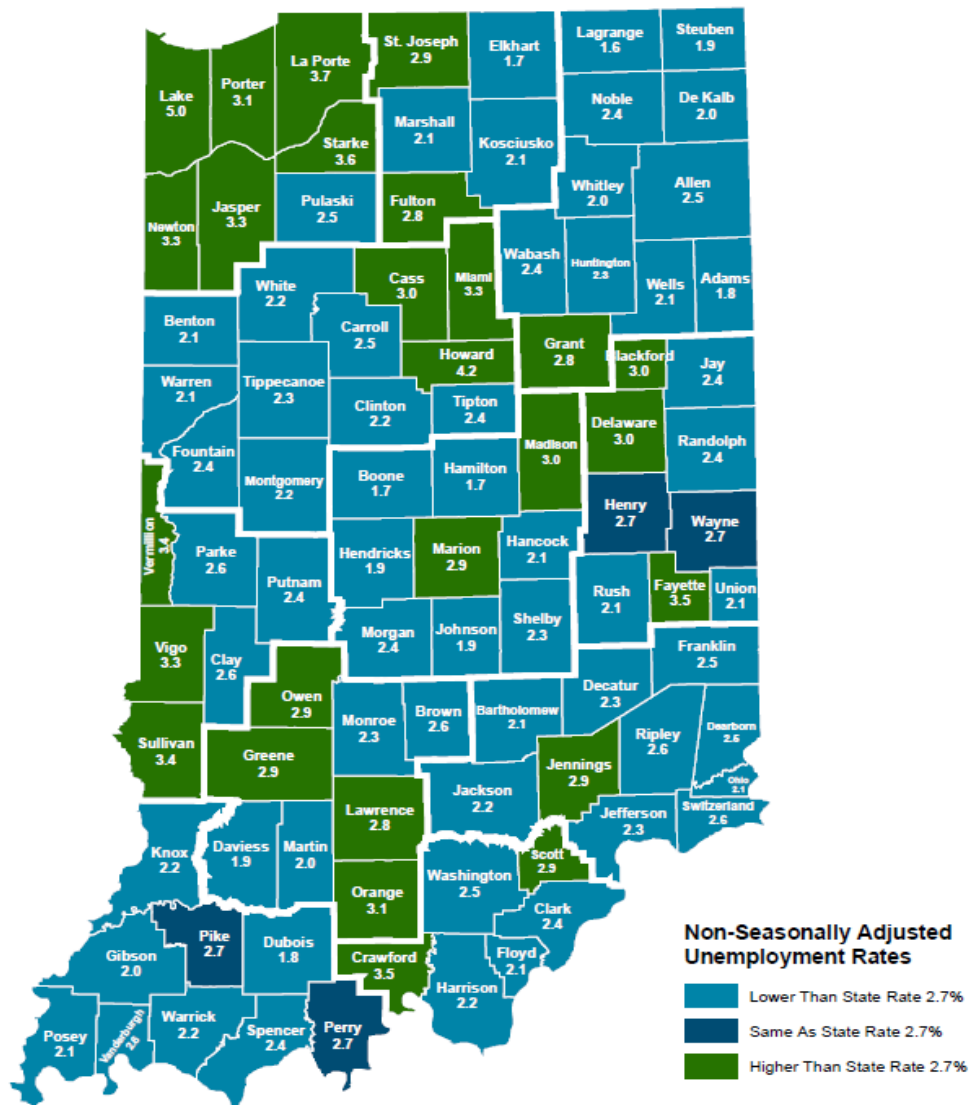 St. Joseph
2.9
Elkhart
1.7
Lagrange
1.6
Steuben
1.9
La Porte
3.7
Porter
3.1
Lake
5.0
Noble
2.4
De Kalb
2.0
Marshall
2.1
Kosciusko
2.1
Starke
3.6
Whitley
2.0
Allen
2.5
Pulaski
2.5
Fulton
2.8
Jasper
3.3
Newton
3.3
Wabash
2.4
Huntington
2.3
Wells
2.1
Adams
1.8
White
2.2
Cass
3.0
Miami
3.3
Benton
2.1
Carroll
2.5
Howard
4.2
Grant
2.8
Blackford
3.0
Jay
2.4
Warren
2.1
Tippecanoe
2.3
Clinton
2.2
Tipton
2.4
Delaware
3.0
Randolph
2.4
Fountain
2.4
Montgomery
2.2
Boone
1.7
Hamilton
1.7
Madison
3.0
Henry
2.7
Wayne
2.7
Vermillion
3.4
Parke
2.6
Putnam
2.4
Hendricks
1.9
Marion
2.9
Hancock
2.1
Rush
2.1
Fayette
3.5
Union
2.1
Vigo
3.3
Clay
2.6
Morgan
2.4
Johnson
1.9
Shelby
2.3
Franklin
2.5
Owen
2.9
Monroe
2.3
Brown
2.6
Bartholomew
2.1
Decatur
2.3
Ripley
2.6
Dearborn
Sullivan
3.4
Greene
2.9
Jennings
2.9
Ohio
2.1
Jackson
2.2
Lawrence
2.8
Jefferson
2.3
Switzerland
2.6
Knox
2.2
Daviess
1.9
Martin
2.0
Washington
2.5
Scott
2.9
Orange
3.1
Clark
2.4
Pike
2.7
Dubois
1.8
Crawford
3.5
Floyd
2.1
Harrison
2.2
Gibson
2.0
Posey
2.1
Vanderburgh
Warrick
2.2
Spencer
2.4
Perry
2.7
Non-Seasonally Adjusted
Unemployment Rates
Lower Than State Rate 2.7%
Same As State Rate 2.7%
Higher Than State Rate 2.7%